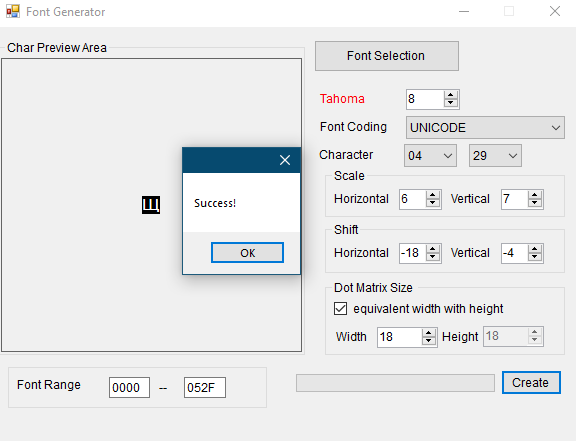 Font Generator
Char Preview Area
Font Selection
Tahoma 8
Font Coding UNICODE
Character 04 29
Scale
Horizontal 6 Vertical 7
Shift
Horizontal -18 Vertical -4
Dot Matrix Size
equivalent width with height
Width 18 Height 18
Щ
Success!
OK
Font Range 0000 -- 052F
Create